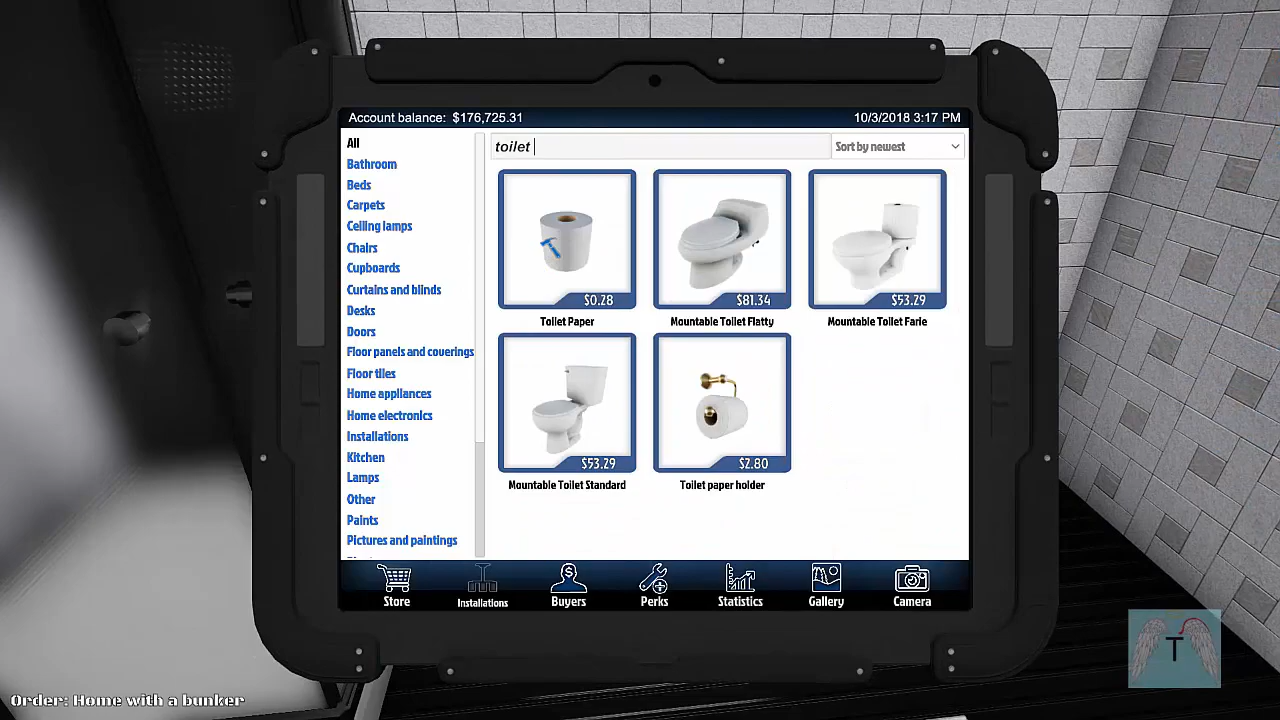 Account balance: $176,725.31
10/3/2018 3:17 PM
All
Bathroom
Beds
Carpets
Ceiling lamps
Chairs
Cupboards
Curtains and blinds
Desks
Doors
Floor panels and coverings
Floor tiles
Home appliances
Home electronics
Installations
Kitchen
Lamps
Other
Paints
Pictures and paintings
toilet
Sort by newest
$0.28
$81.34
$53.29
Toilet Paper
Mountable Toilet Flatty
Mountable Toilet Farie
$53.29
$2.80
Mountable Toilet Standard
Toilet paper holder
Store
Installations
Buyers
Perks
Statistics
Gallery
Camera
T
Order: Home with a bunker